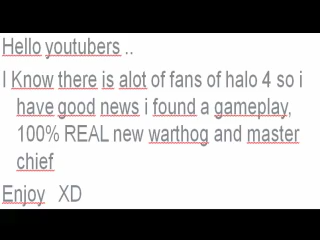 Hello youtubers ..
I Know there is alot of fans of halo 4 so i
have good news i found a gameplay,
100% REAL new warthog and master
chief
Enjoy XD